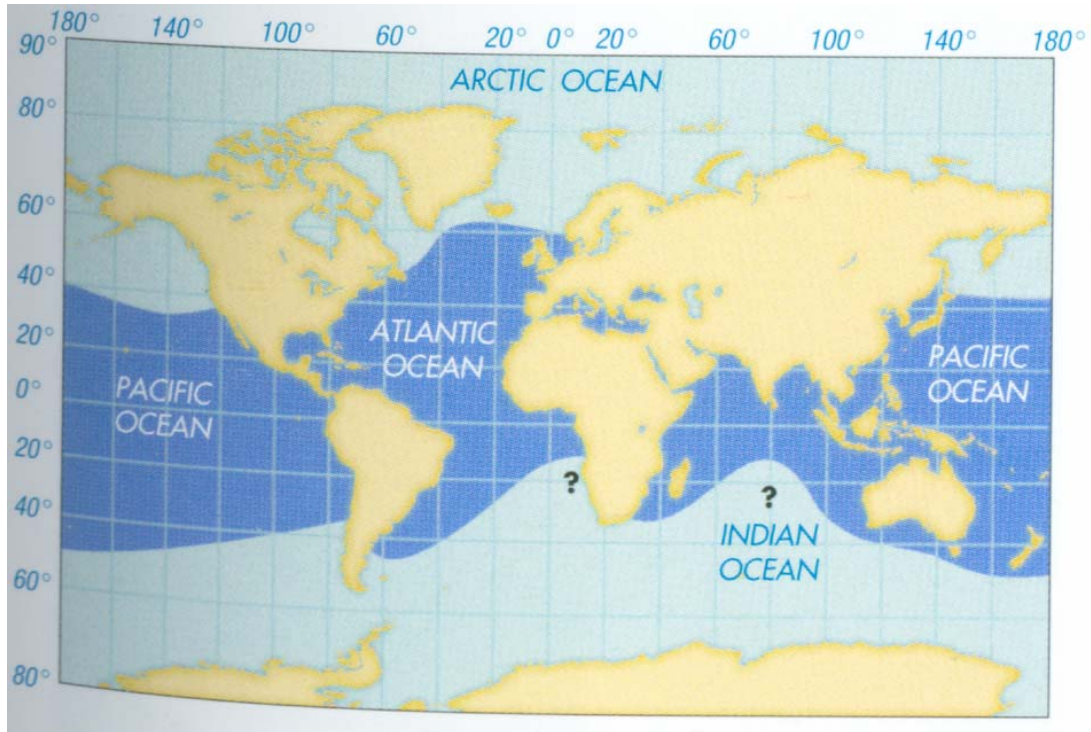 180° 140° 100° 60° 20° 0° 20° 60° 100° 140° 180°
90°
ARCTIC OCEAN
80°
60°
40°
20°
ATLANTIC
OCEAN
PACIFIC
OCEAN
0°
PACIFIC
OCEAN
20°
?
?
40°
INDIAN
OCEAN
60°
80°